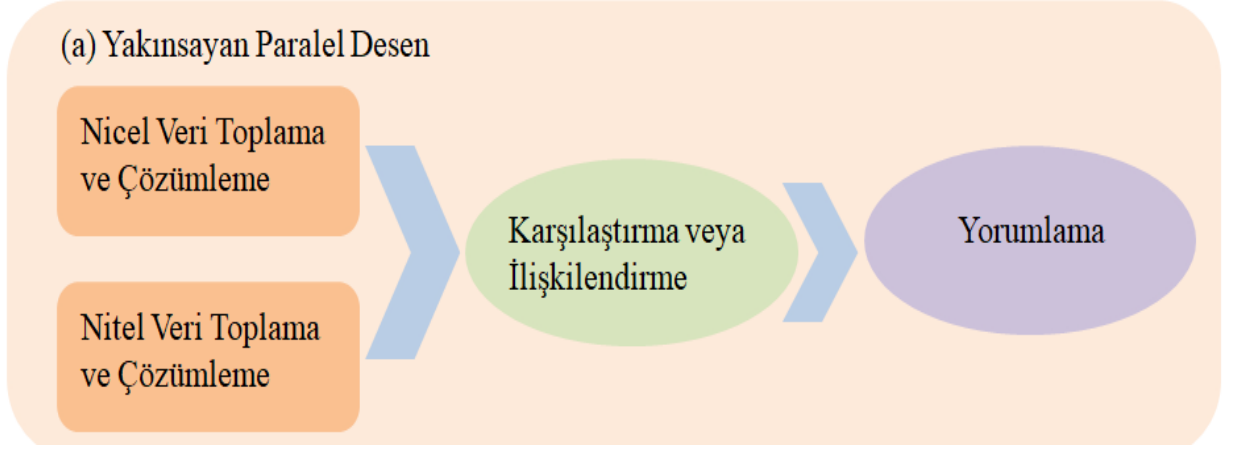 (a) Yakınsayan Paralel Desen
Nicel Veri Toplama
ve Çözümleme
Nitel Veri Toplama
ve Çözümleme
Karşılaştırma veya
İlişkilendirme
Yorumlama